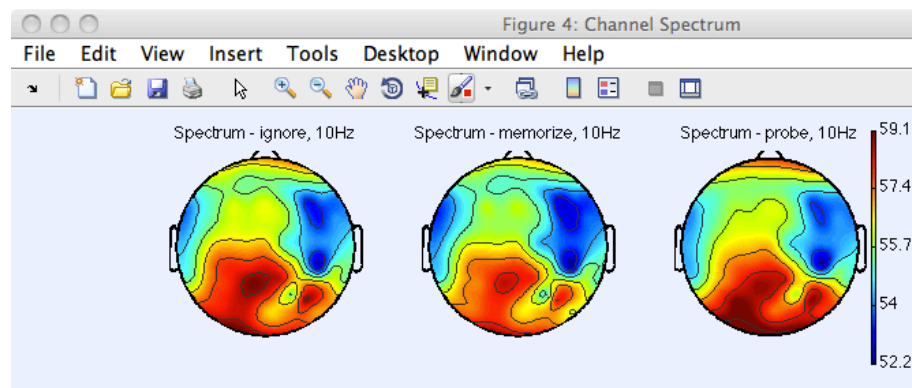 Figure 4: Channel Spectrum
File Edit View Insert Tools Desktop Window Help
Spectrum - ignore, 10Hz
Spectrum - memorize, 10Hz
Spectrum - probe, 10Hz
59.1
57.4
55.7
54
52.2